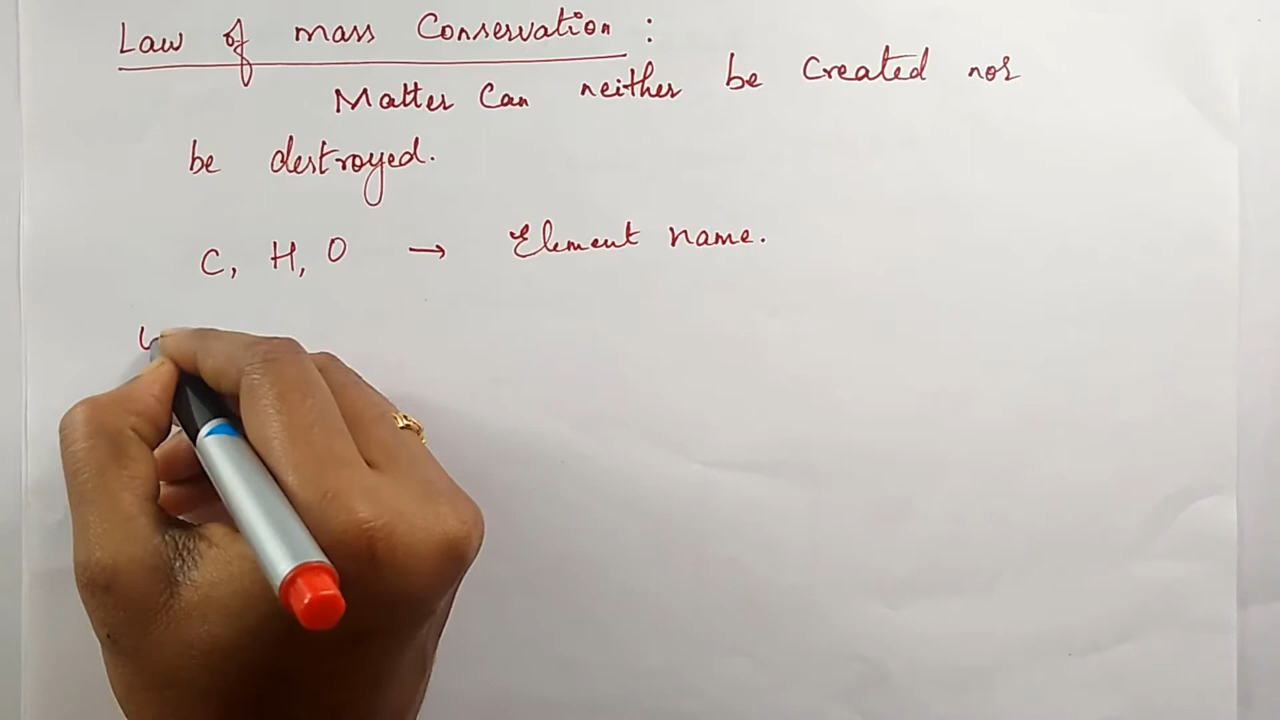 Law of mass Conservation :
Matter Can neither be created nor
be destroyed.
C, H, O → Element name.